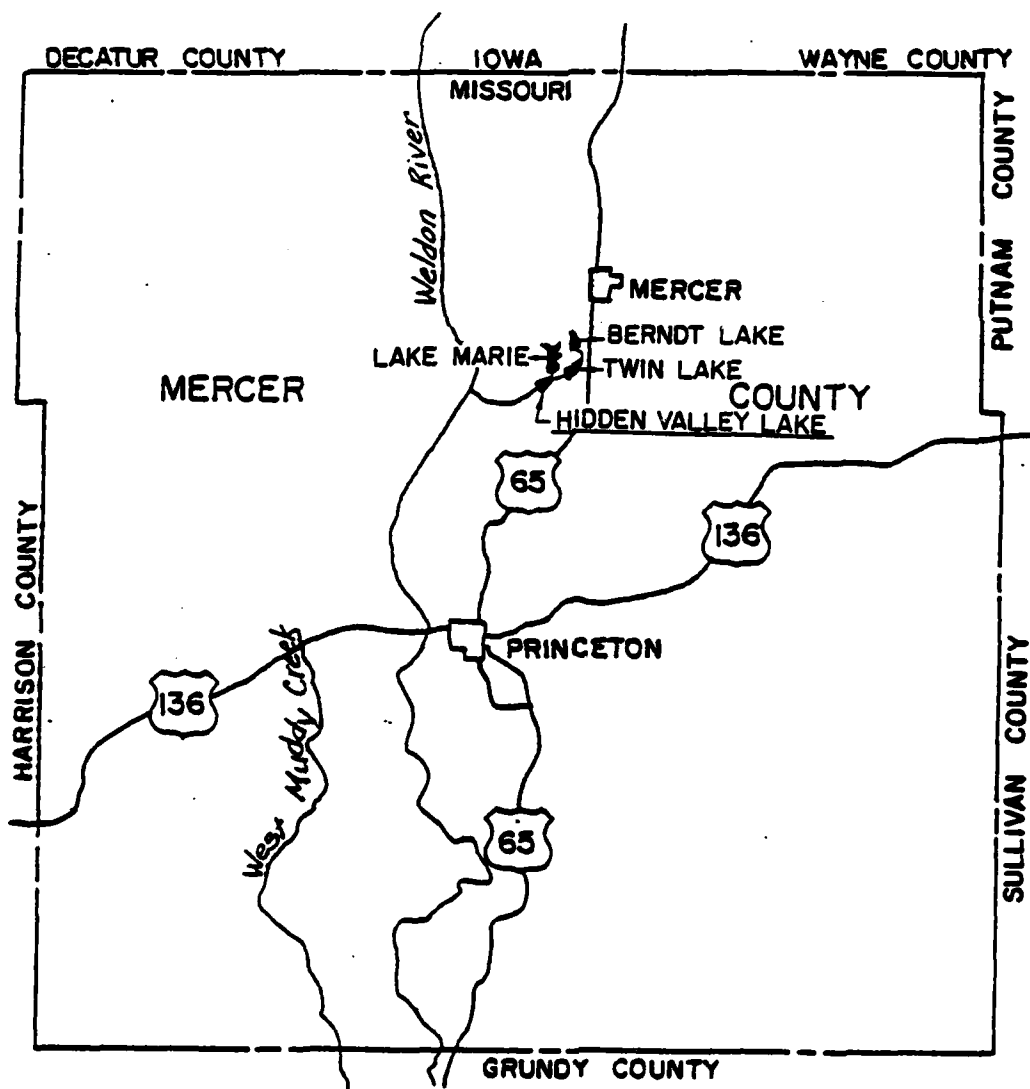 DECATUR COUNTY
IOWA
WAYNE COUNTY
MISSOURI
PUTNAM COUNTY
Weldon River
MERCER
BERNDT LAKE
LAKE MARIE
TWIN LAKE
MERCER
COUNTY
HIDDEN VALLEY LAKE
65
136
HARRISON COUNTY
PRINCETON
136
West Muddy Creek
65
SULLIVAN COUNTY
GRUNDY COUNTY